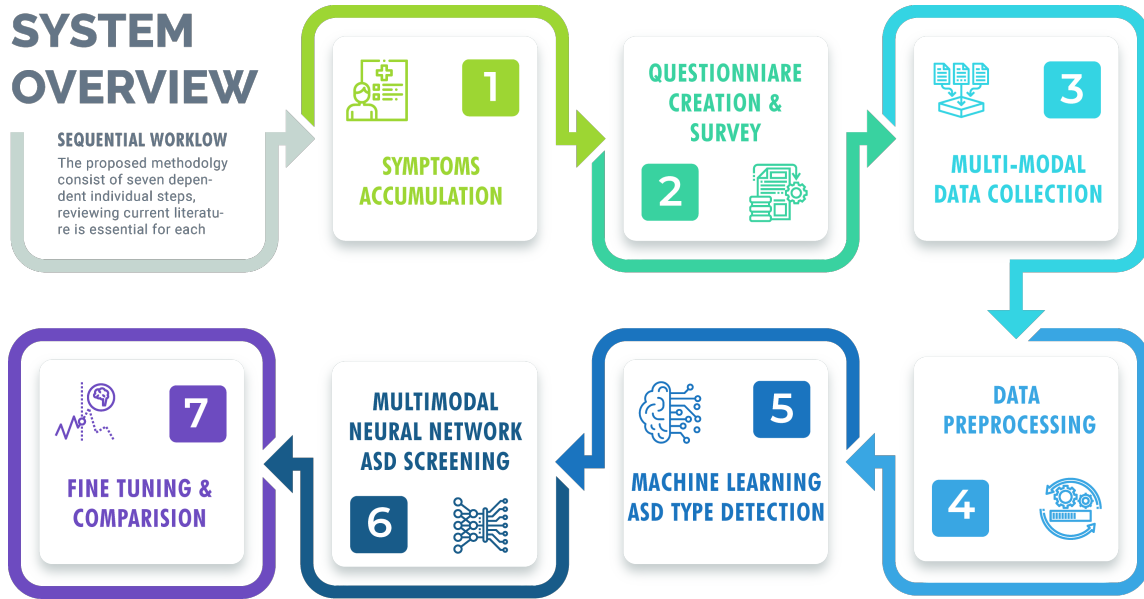 SYSTEM
OVERVIEW
SEQUENTIAL WORKLOW
The proposed methodolgy
consist of seven depen-
dent individual steps,
reviewing current literatu-
re is essential for each
1
SYMPTOMS
ACCUMULATION
QUESTIONNIARE
CREATION &
SURVEY
2
3
MULTI-MODAL
DATA COLLECTION
DATA
PREPROCESSING
4
5
MACHINE LEARNING
ASD TYPE DETECTION
MULTIMODAL
NEURAL NETWORK
ASD SCREENING
6
7
FINE TUNING &
COMPARISION